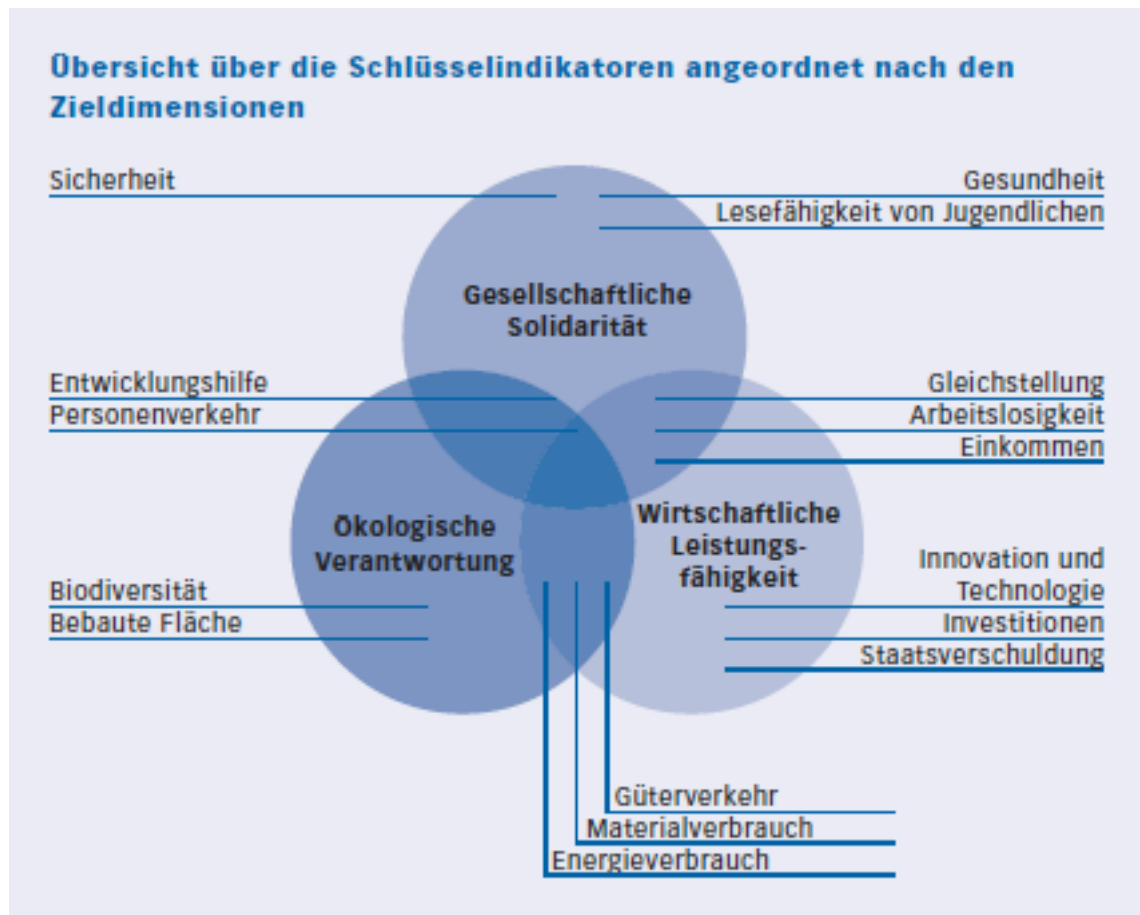 Übersicht über die Schlüsselindikatoren angeordnet nach den
Zieldimensionen
Sicherheit
Gesundheit
Lesefähigkeit von Jugendlichen
Gesellschaftliche
Solidarität
Entwicklungshilfe
Personenverkehr
Gleichstellung
Arbeitslosigkeit
Einkommen
Ökologische
Verantwortung
Wirtschaftliche
Leistungs-
fähigkeit
Biodiversität
Bebaute Fläche
Innovation und
Technologie
Investitionen
Staatsverschuldung
Güterverkehr
Materialverbrauch
Energieverbrauch